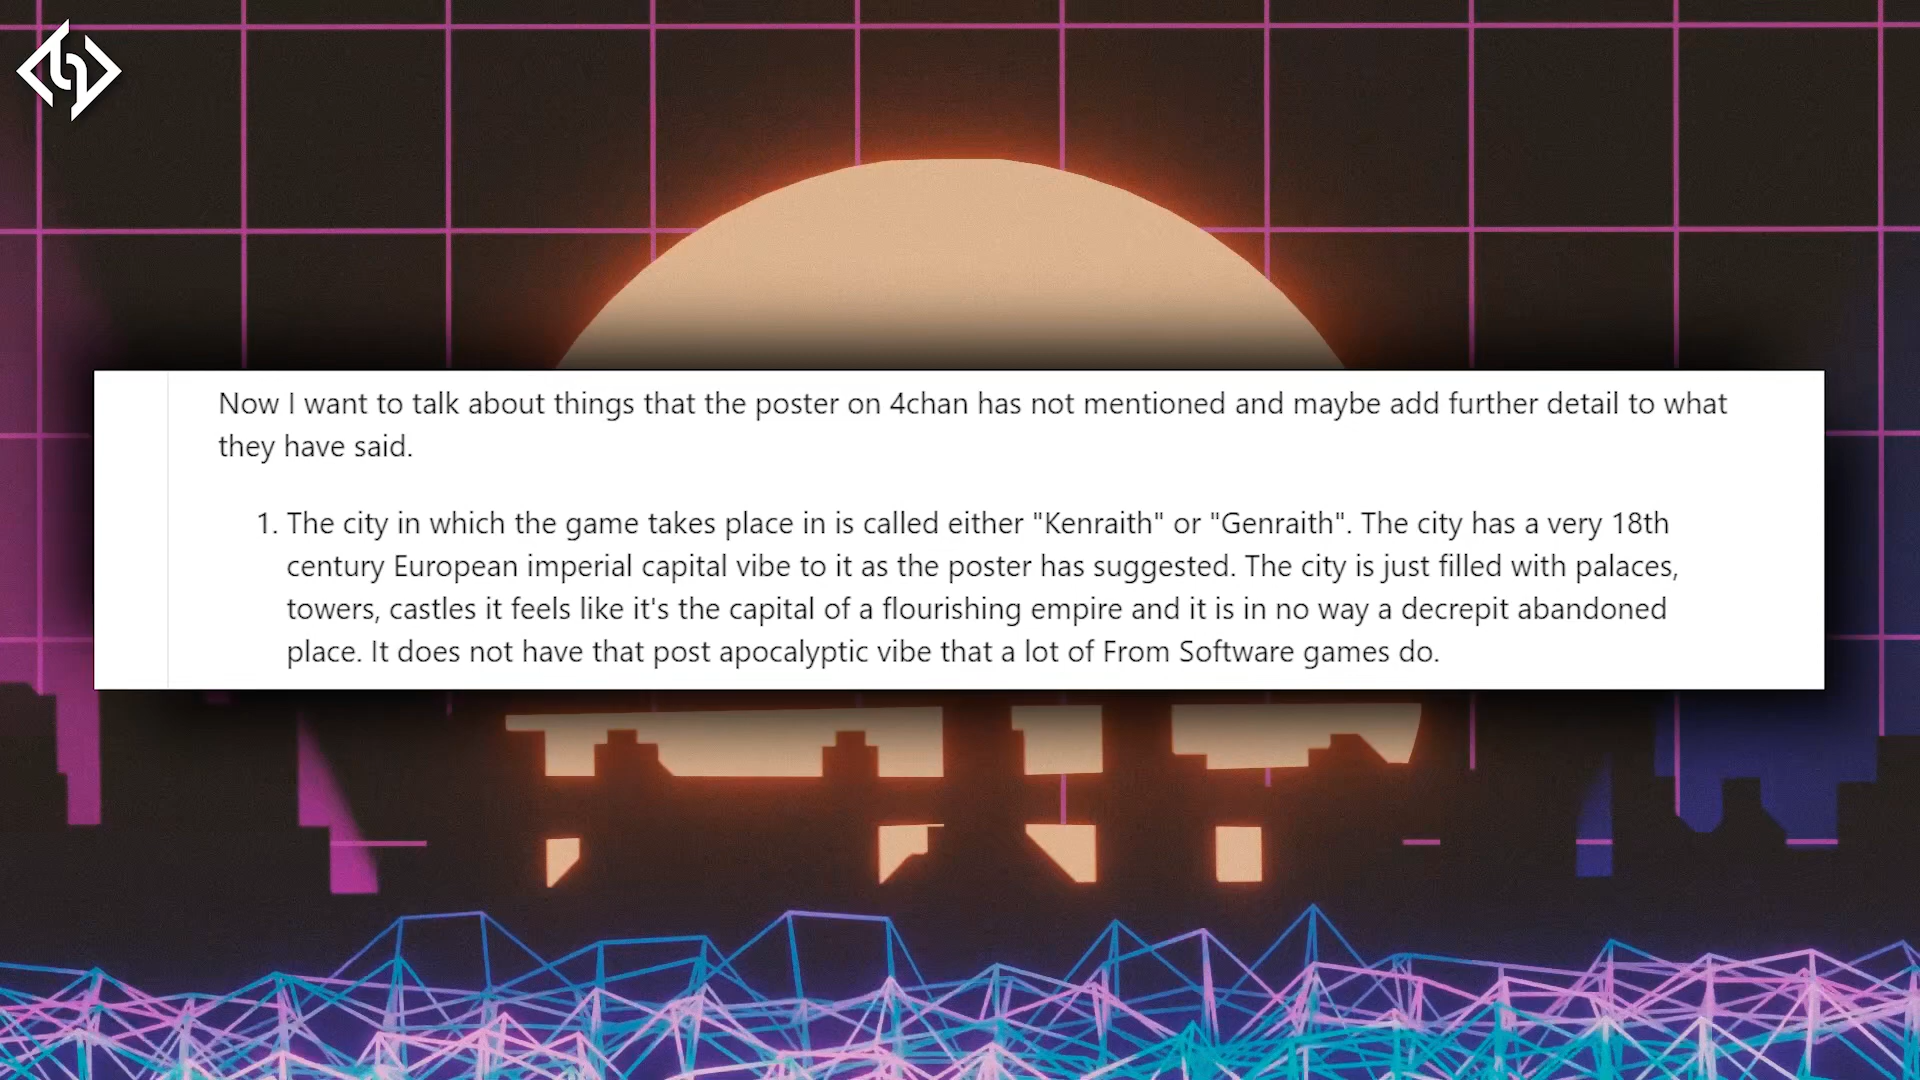 Now I want to talk about things that the poster on 4chan has not mentioned and maybe add further detail to what
they have said.
1. The city in which the game takes place in is called either "Kenraith" or "Genraith". The city has a very 18th
century European imperial capital vibe to it as the poster has suggested. The city is just filled with palaces,
towers, castles it feels like it's the capital of a flourishing empire and it is in no way a decrepit abandoned
place. It does not have that post apocalyptic vibe that a lot of From Software games do.